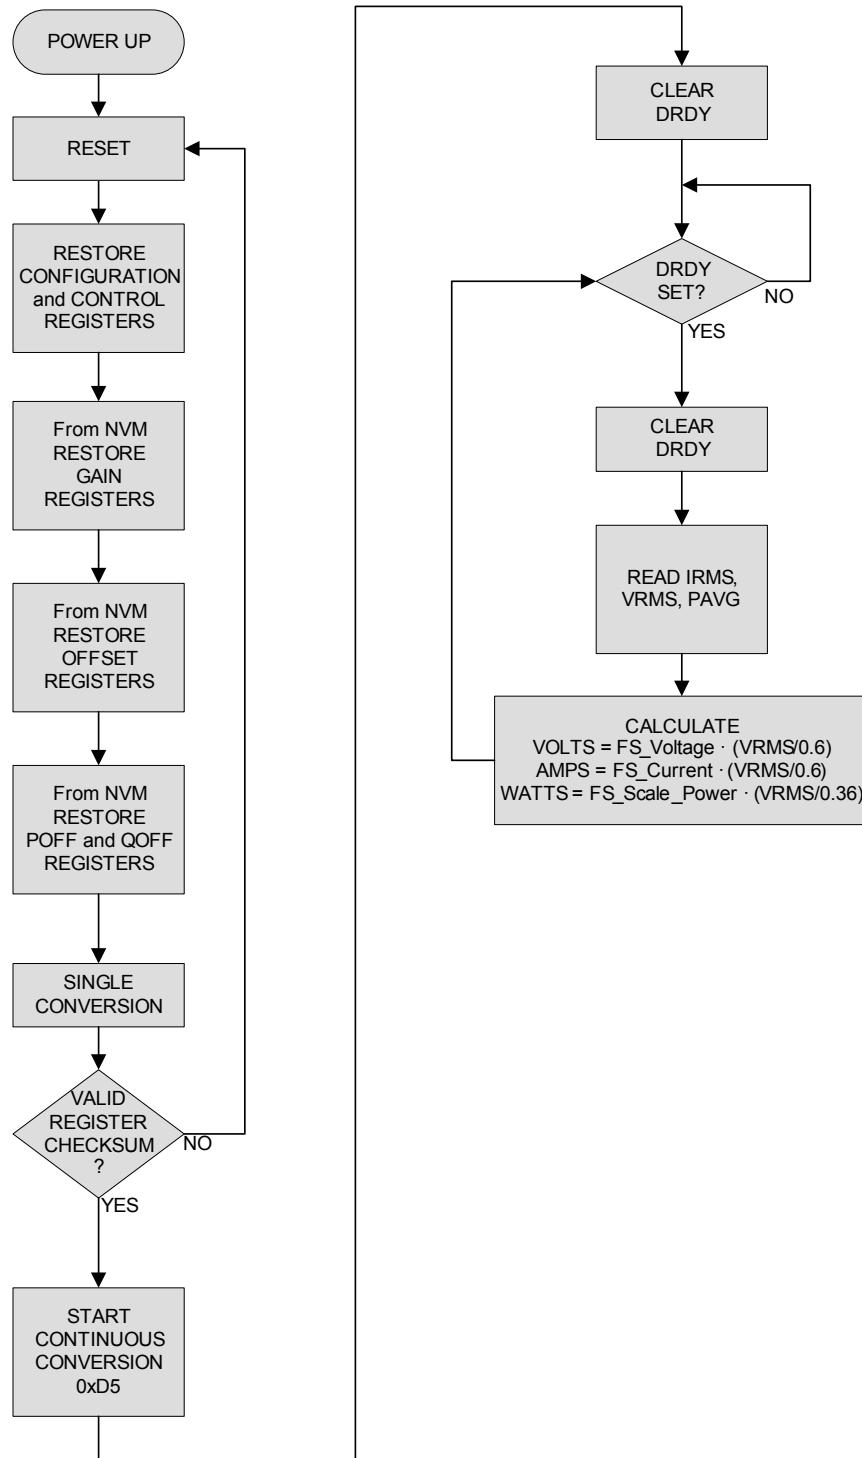 POWER UP
RESET
RESTORE
CONFIGURATION
and CONTROL
REGISTERS
From NVM
RESTORE
GAIN
REGISTERS
From NVM
RESTORE
OFFSET
REGISTERS
From NVM
RESTORE
POFF and QOFF
REGISTERS
SINGLE
CONVERSION
VALID
REGISTER
CHECKSUM
?
NO
YES
START
CONTINUOUS
CONVERSION
0xD5
CLEAR
DRDY
DRDY
SET?
NO
YES
CLEAR
DRDY
READ IRMS,
VRMS, PAVG
CALCULATE
VOLTS = FS_Voltage · (VRMS/0.6)
AMPS = FS_Current · (VRMS/0.6)
WATTS = FS_Scale_Power · (VRMS/0.36)